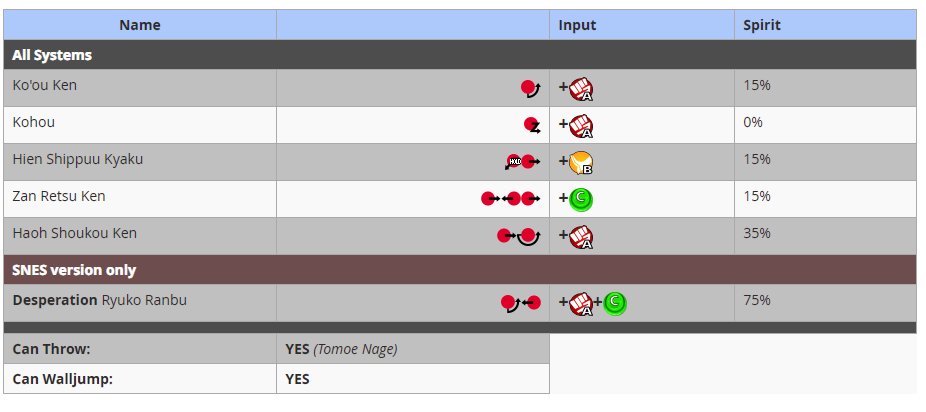 Name Input Spirit
All Systems
Ko'ou Ken +A 15%
Kohou +A 0%
Hien Shippuu Kyaku HOLD +B 15%
Zan Retsu Ken +C 15%
Haoh Shoukou Ken +A 35%
SNES version only
Desperation Ryuko Ranbu +A+C 75%
Can Throw: YES (Tomoe Nage)
Can Walljump: YES